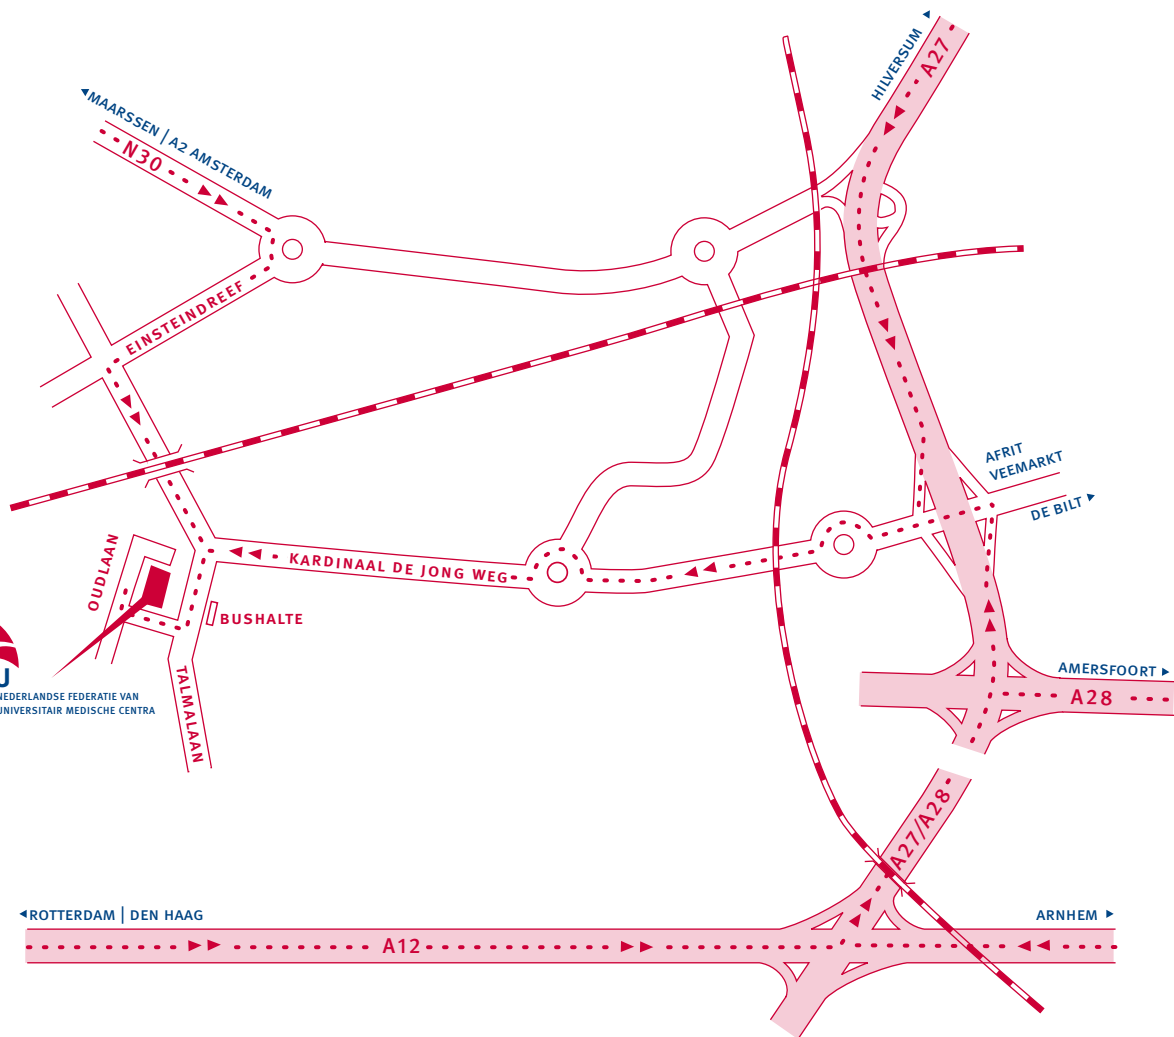 HILVERSUM
A27
MAARSSEN | A2 AMSTERDAM
N30
EINSTEINDREEF
AFRIT
VEEMARKT
DE BILT
OUDLAAN
KARDINAAL DE JONG WEG
BUSHALTE
U
NEDERLANDSE FEDERATIE VAN
UNIVERSITAIR MEDISCHE CENTRA
TALMALAAN
AMERSFOORT
A28
A27/A28
ROTTERDAM | DEN HAAG
ARNHEM
A12